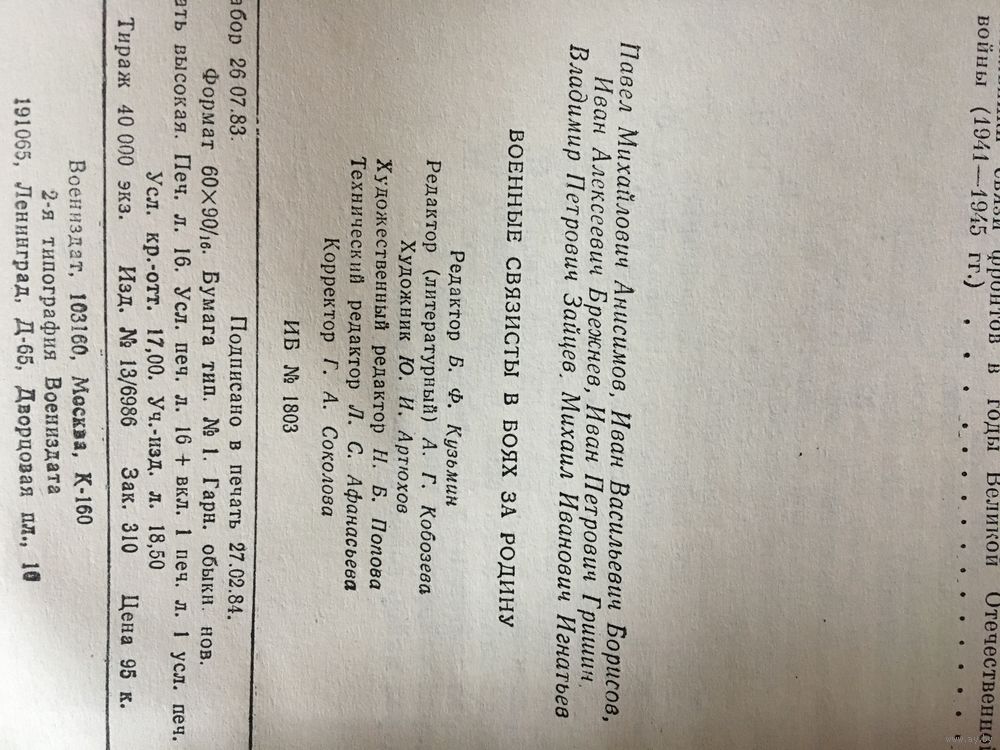 связи фронтов в годы Великой Отечественно
войны (1941—1945 гг.) . . . . . . . . . .
Павел Михайлович Анисимов, Иван Васильевич Борисов,
Иван Алексеевич Брежнев, Иван Петрович Гришин,
Владимир Петрович Зайцев. Михаил Иванович Игнатьев
ВОЕННЫЕ СВЯЗИСТЫ В БОЯХ ЗА РОДИНУ
Редактор Б. Ф. Кузьмин
Редактор (литературный) А. Г. Кобозева
Художник Ю. И. Артюхов
Художественный редактор Н. Б. Попова
Технический редактор Л. С. Афанасьева
Корректор Г. А. Соколова
ИБ № 1803
абор 26 07.83. Подписано в печать 27.02.84.
Формат 60×90/16. Бумага тип. № 1. Гарн. обыкн нов.
ать высокая. Печ. л. 16. Усл. печ. л. 16 + вкл. 1 печ. л. 1 усл. печ.
Усл. кр.-отт. 17,00. Уч.-изд. л. 18,50
Тираж 40 000 экз. Изд. № 13/6986 Зак. 310 Цена 95 к.
Воениздат, 103160, Москва, К-160
2-я типография Воениздата
191065, Ленинград, Д-65, Дворцовая пл., 10